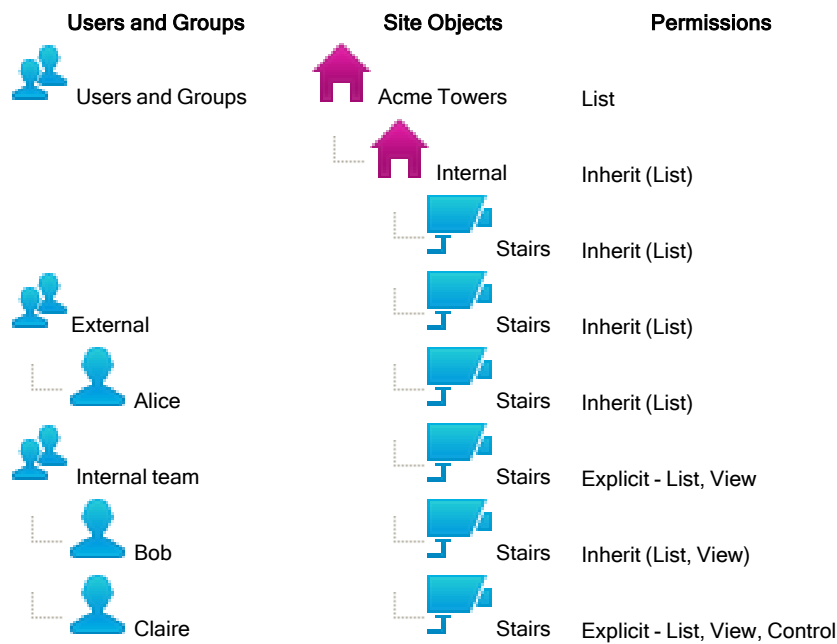 Users and Groups Site Objects Permissions
Users and Groups Acme Towers List
Internal Inherit (List)
Stairs Inherit (List)
External Stairs Inherit (List)
Alice Stairs Inherit (List)
Internal team Stairs Explicit - List, View
Bob Stairs Inherit (List, View)
Claire Stairs Explicit - List, View, Control